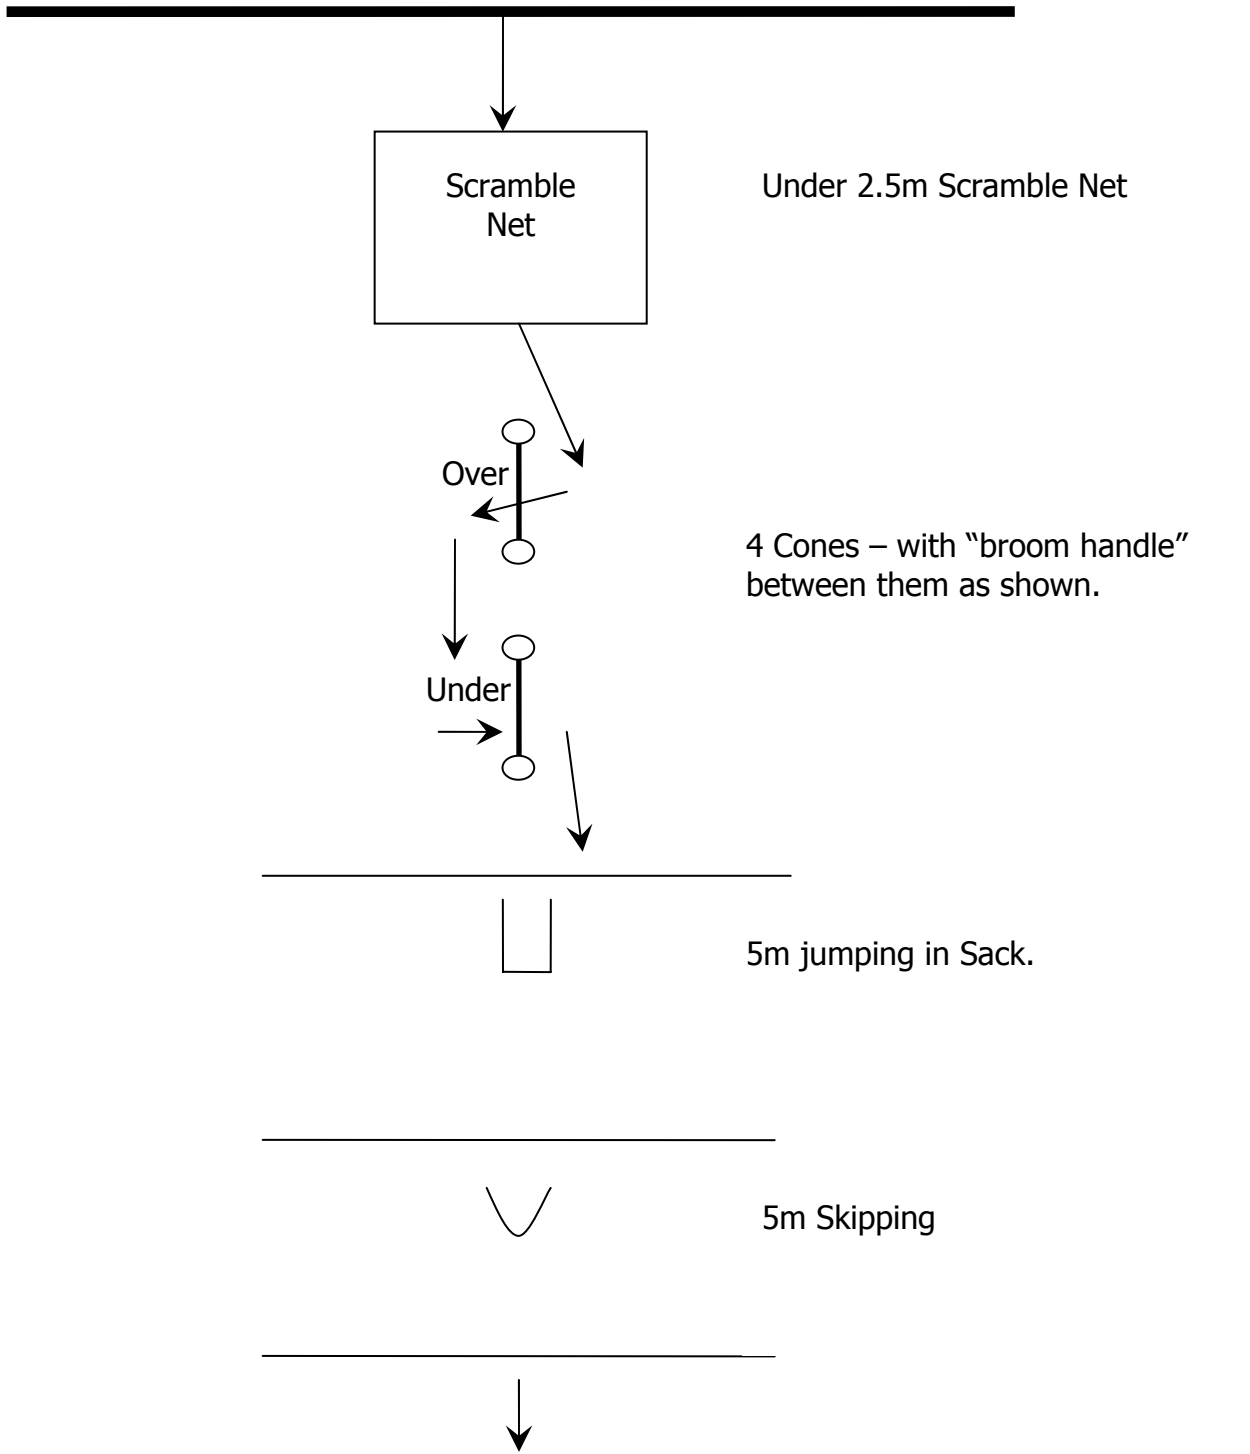 Scramble
Net
Under 2.5m Scramble Net
Over
4 Cones – with “broom handle”
between them as shown.
Under
5m jumping in Sack.
5m Skipping